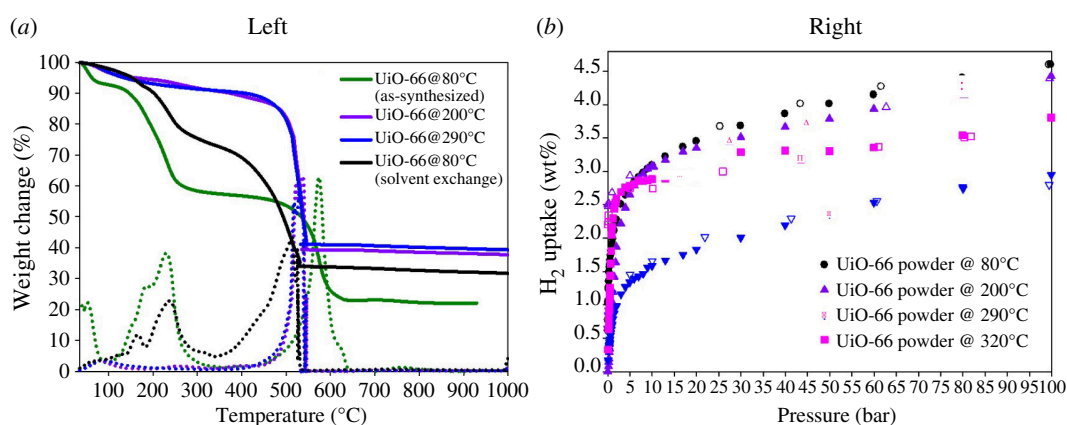 (a) Left
100
90
80
70
60
50
40
30
20
10
0
Weight change (%)
UiO-66@80°C
(as-synthesized)
UiO-66@200°C
UiO-66@290°C
UiO-66@80°C
(solvent exchange)
100 200 300 400 500 600 700 800 900 1000
Temperature (°C)
(b) Right
4.5
4.0
3.5
3.0
2.5
2.0
1.5
1.0
0.5
0.0
H₂ uptake (wt%)
UiO-66 powder @ 80°C
UiO-66 powder @ 200°C
UiO-66 powder @ 290°C
UiO-66 powder @ 320°C
0 5 10 15 20 25 30 35 40 45 50 55 60 65 70 75 80 85 90 95 100
Pressure (bar)